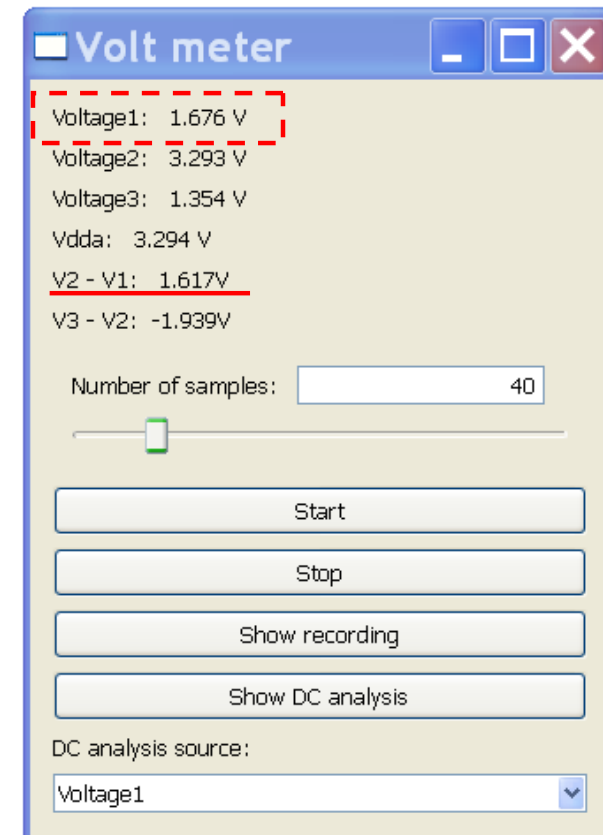 Volt meter
Voltage1: 1.676 V
Voltage2: 3.293 V
Voltage3: 1.354 V
Vdda: 3.294 V
V2 - V1: 1.617V
V3 - V2: -1.939V
Number of samples: 40
Start
Stop
Show recording
Show DC analysis
DC analysis source:
Voltage1